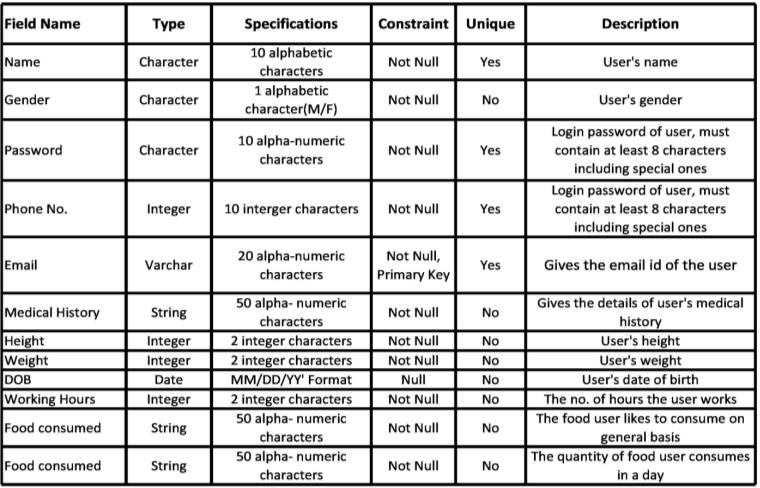 Field Name Type Specifications Constraint Unique Description
Name Character 10 alphabetic characters Not Null Yes User's name
Gender Character 1 alphabetic character(M/F) Not Null No User's gender
Password Character 10 alpha-numeric characters Not Null Yes Login password of user, must contain at least 8 characters including special ones
Phone No. Integer 10 interger characters Not Null Yes Login password of user, must contain at least 8 characters including special ones
Email Varchar 20 alpha-numeric characters Not Null, Primary Key Yes Gives the email id of the user
Medical History String 50 alpha- numeric characters Not Null No Gives the details of user's medical history
Height Integer 2 integer characters Not Null No User's height
Weight Integer 2 integer characters Not Null No User's weight
DOB Date MM/DD/YY' Format Null No User's date of birth
Working Hours Integer 2 integer characters Not Null No The no. of hours the user works
Food consumed String 50 alpha- numeric characters Not Null No The food user likes to consume on general basis
Food consumed String 50 alpha- numeric characters Not Null No The quantity of food user consumes in a day